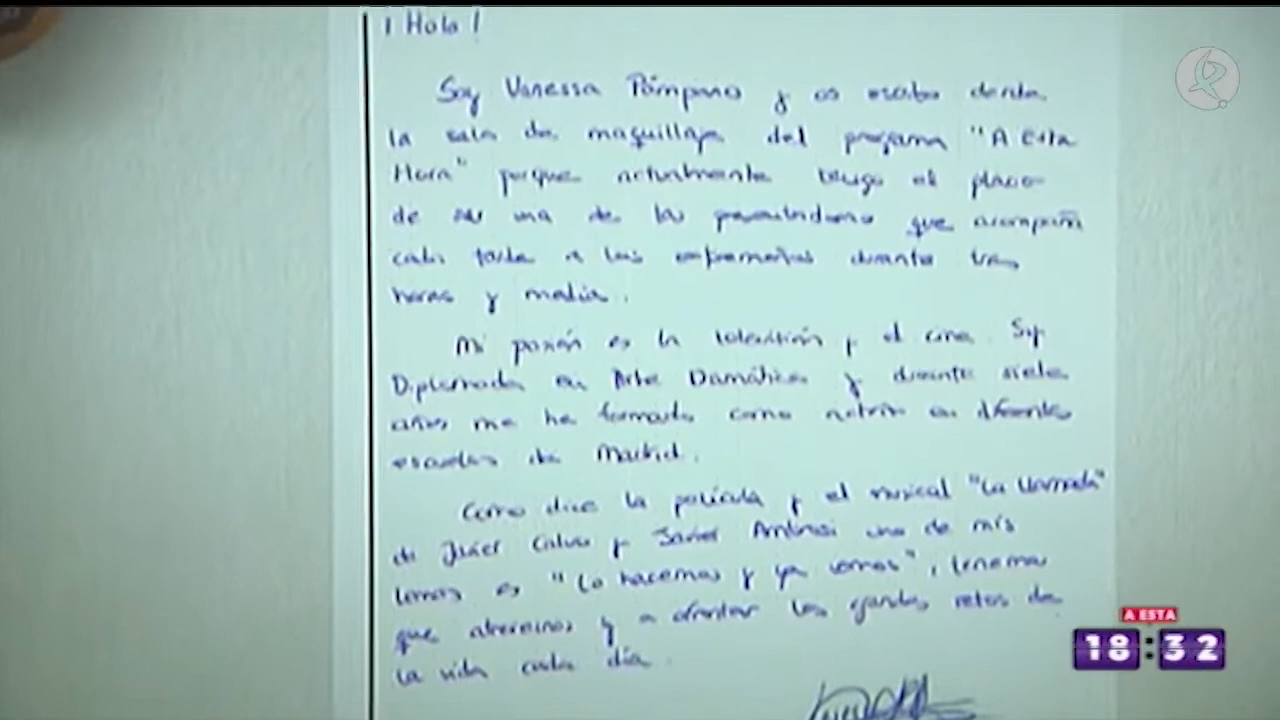 ¡Hola!
Soy Vanessa Pámpano y os escribo desde
la sala de maquillaje del programa "A Esta
Hora" porque actualmente tengo el placer
de ser una de las presentadoras que acompaña
cada tarde a los extremeños durante tres
horas y media.
Mi pasión es la televisión y el cine. Soy
Diplomada en Arte Dramático y durante siete
años me he formado como actriz en diferentes
escuelas de Madrid.
Como dice la película y el musical "La llamada"
de Javier Calvo y Javier Ambrossi uno de mis
lemas es "Lo hacemos y ya vemos", tenemos
que atrevernos y a afrontar los grandes retos de
la vida cada día.
A ESTA
18:32